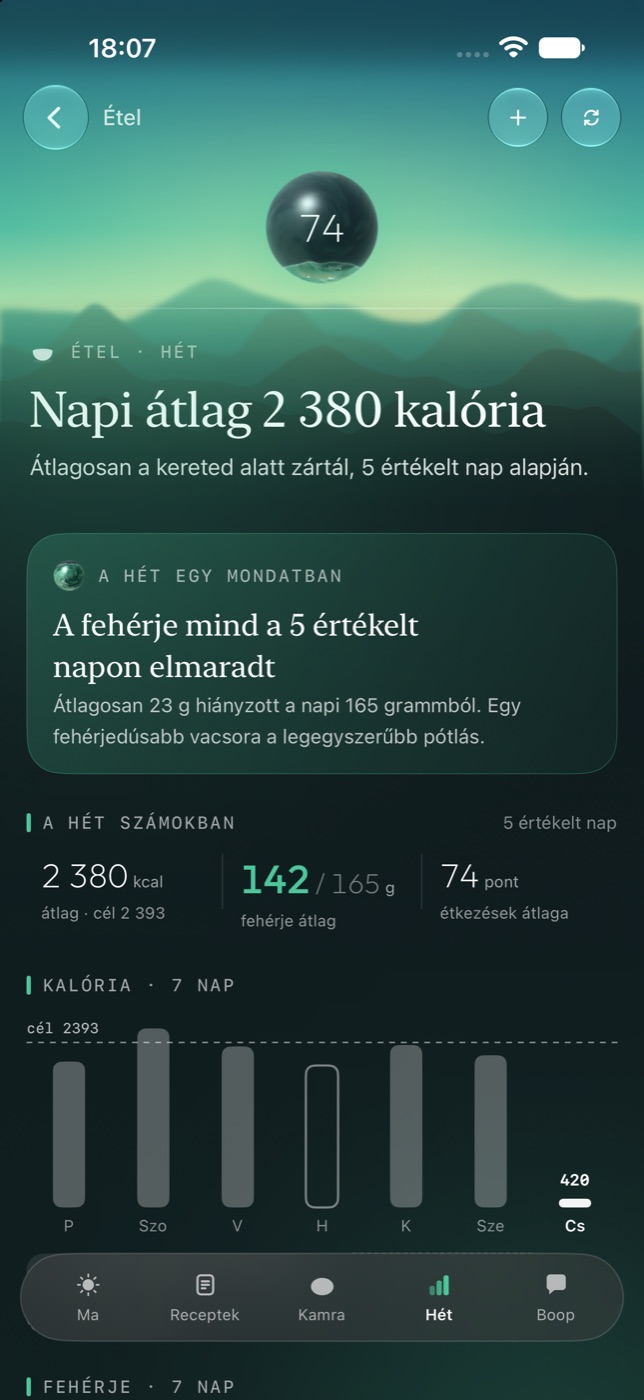 18:07
Étel
74
ÉTEL · HÉT
Napi átlag 2 380 kalória
Átlagosan a kereted alatt zártál, 5 értékelt nap alapján.
A HÉT EGY MONDATBAN
A fehérje mind a 5 értékelt
napon elmaradt
Átlagosan 23 g hiányzott a napi 165 grammból. Egy
fehérjedúsabb vacsora a legegyszerűbb pótlás.
A HÉT SZÁMOKBAN
5 értékelt nap
2 380 kcal
átlag · cél 2 393
142 / 165 g
fehérje átlag
74 pont
étkezések átlaga
KALÓRIA · 7 NAP
cél 2393
420
P Szo V H K Sze Cs
Ma Receptek Kamra Hét Boop
FEHÉRJE · 7 NAP